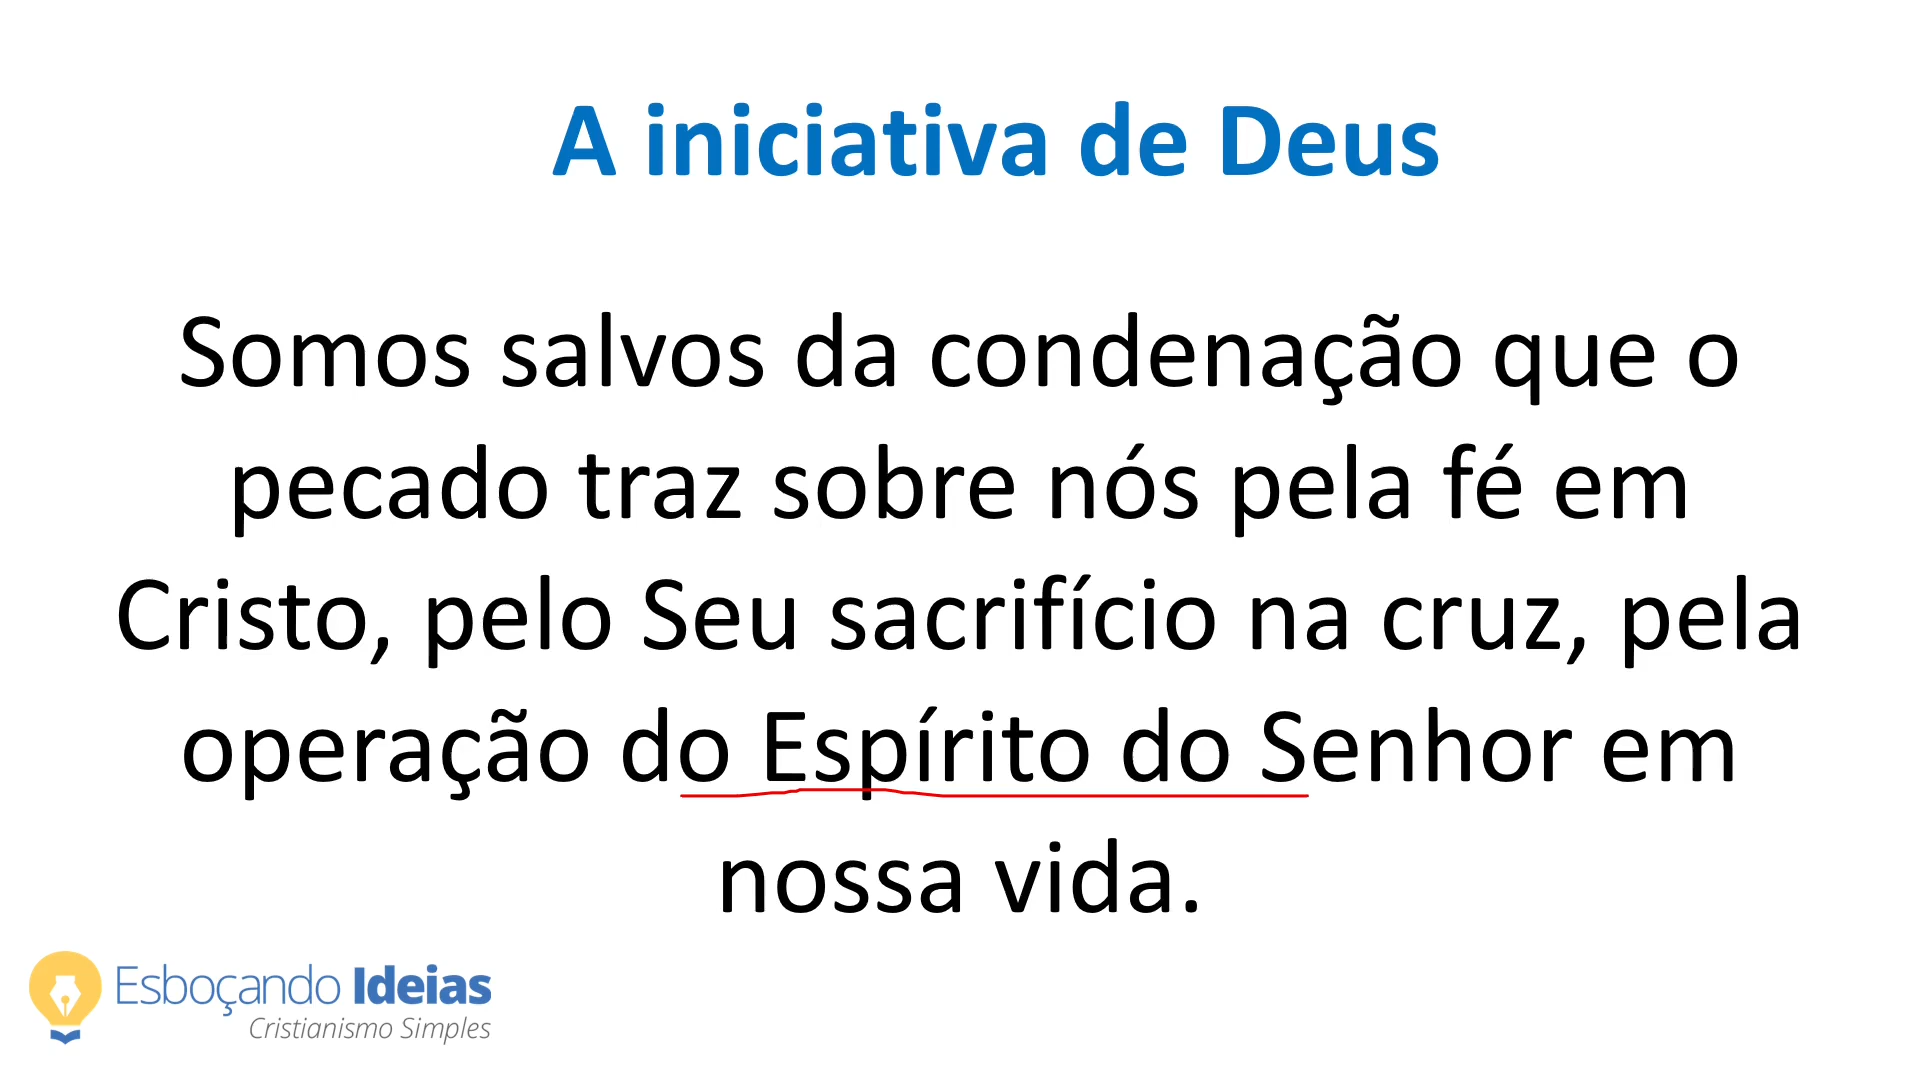 A iniciativa de Deus
Somos salvos da condenação que o
pecado traz sobre nós pela fé em
Cristo, pelo Seu sacrifício na cruz, pela
operação do Espírito do Senhor em
nossa vida.
Esboçando Ideias
Cristianismo Simples